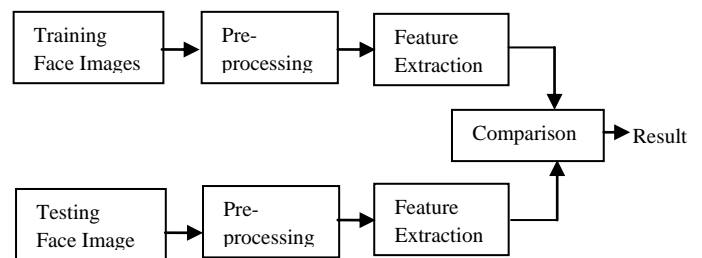 Training
Face Images
Pre-
processing
Feature
Extraction
Comparison
Result
Testing
Face Image
Pre-
processing
Feature
Extraction